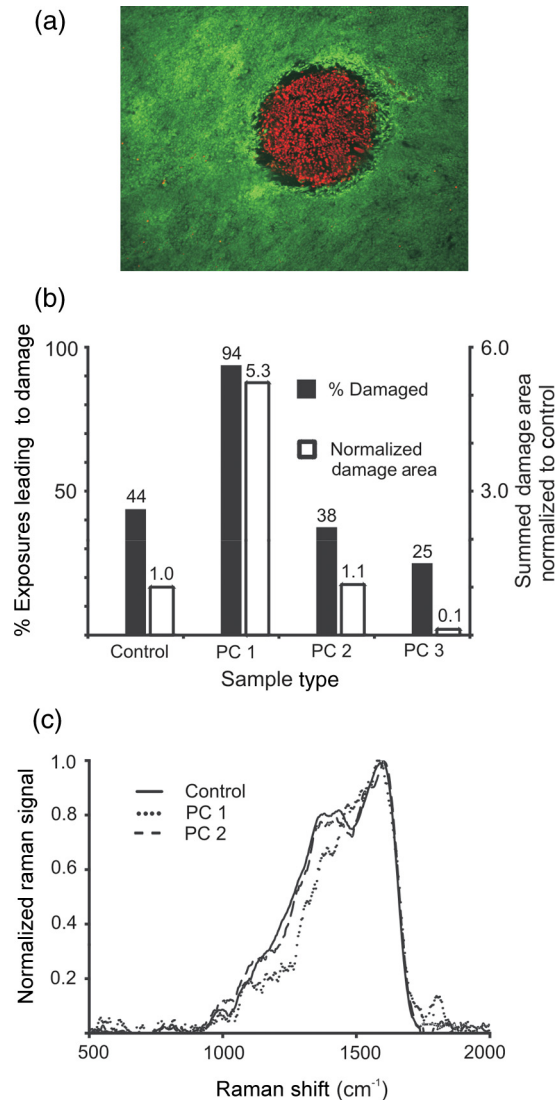 (a)
(b)
% Exposures leading to damage
100
50
44
1.0
94
5.3
38
1.1
25
0.1
% Damaged
Normalized
damage area
6.0
3.0
Summed damage area
normalized to control
Control
PC 1
PC 2
PC 3
Sample type
(c)
Normalized raman signal
1.0
0.8
0.6
0.4
0.2
Control
PC 1
PC 2
500
1000
1500
2000
Raman shift (cm⁻¹)